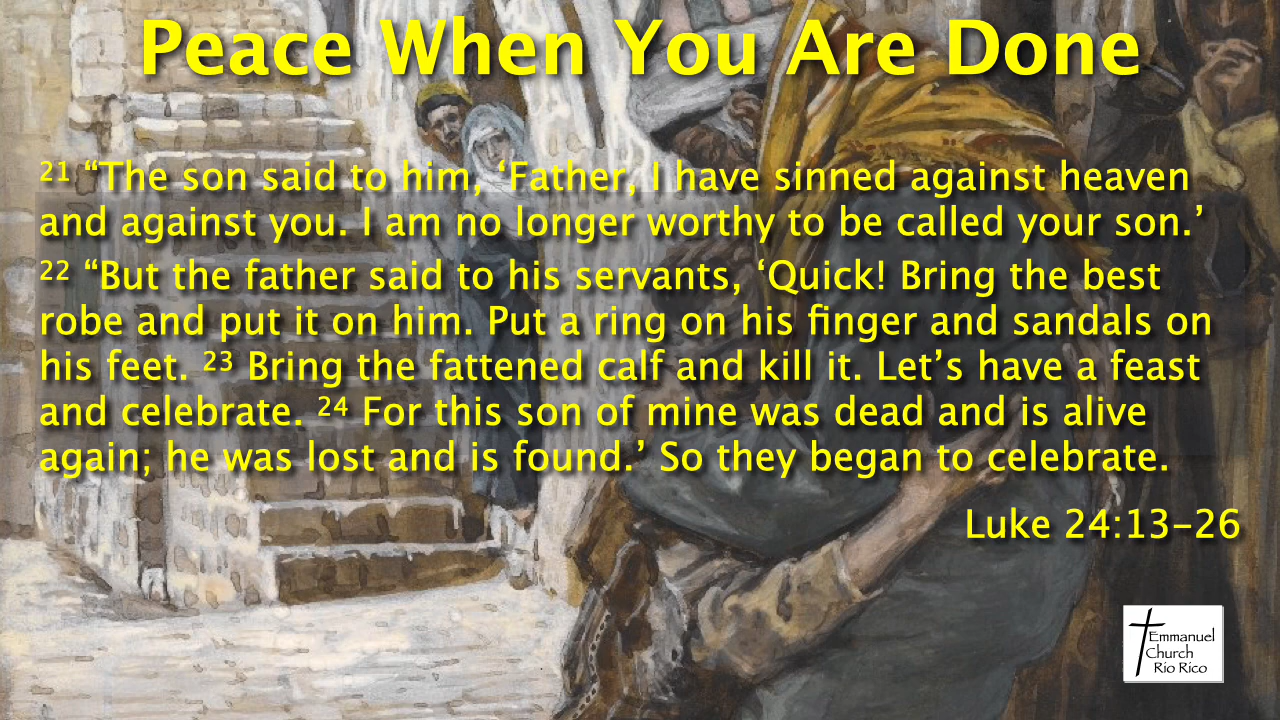 Peace When You Are Done
21 “The son said to him, ‘Father, I have sinned against heaven
and against you. I am no longer worthy to be called your son.’
22 “But the father said to his servants, ‘Quick! Bring the best
robe and put it on him. Put a ring on his finger and sandals on
his feet. 23 Bring the fattened calf and kill it. Let’s have a feast
and celebrate. 24 For this son of mine was dead and is alive
again; he was lost and is found.’ So they began to celebrate.
Luke 24:13–26
Emmanuel
Church
Rio Rico